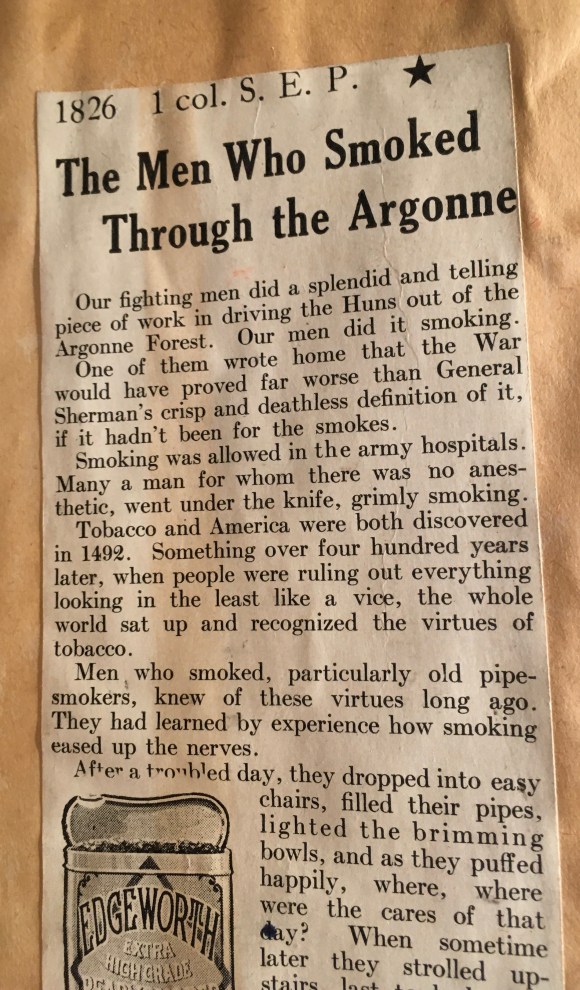 1826 1 col. S. E. P. ★
The Men Who Smoked
Through the Argonne
Our fighting men did a splendid and telling
piece of work in driving the Huns out of the
Argonne Forest. Our men did it smoking.
One of them wrote home that the War
would have proved far worse than General
Sherman's crisp and deathless definition of it,
if it hadn't been for the smokes.
Smoking was allowed in the army hospitals.
Many a man for whom there was no anes-
thetic, went under the knife, grimly smoking.
Tobacco and America were both discovered
in 1492. Something over four hundred years
later, when people were ruling out everything
looking in the least like a vice, the whole
world sat up and recognized the virtues of
tobacco.
Men who smoked, particularly old pipe-
smokers, knew of these virtues long ago.
They had learned by experience how smoking
eased up the nerves.
After a troubled day, they dropped into easy
chairs, filled their pipes,
lighted the brimming
bowls, and as they puffed
happily, where, where
were the cares of that
day? When sometime
later they strolled up-
stairs, last
EDGEWORTH
EXTRA
HIGH GRADE